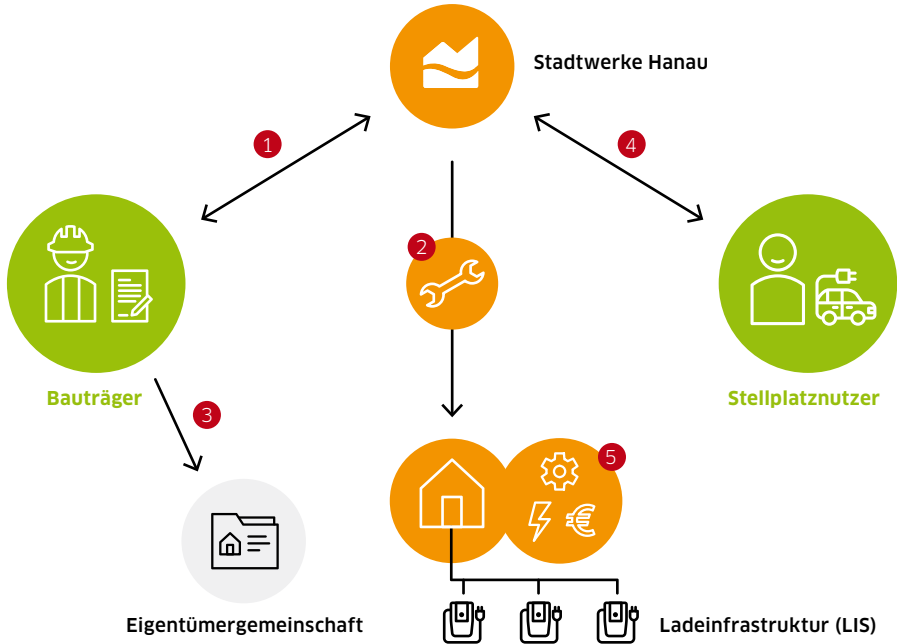 Stadtwerke Hanau
1
4
2
Bauträger
Stellplatznutzer
3
5
€
Eigentümergemeinschaft
Ladeinfrastruktur (LIS)